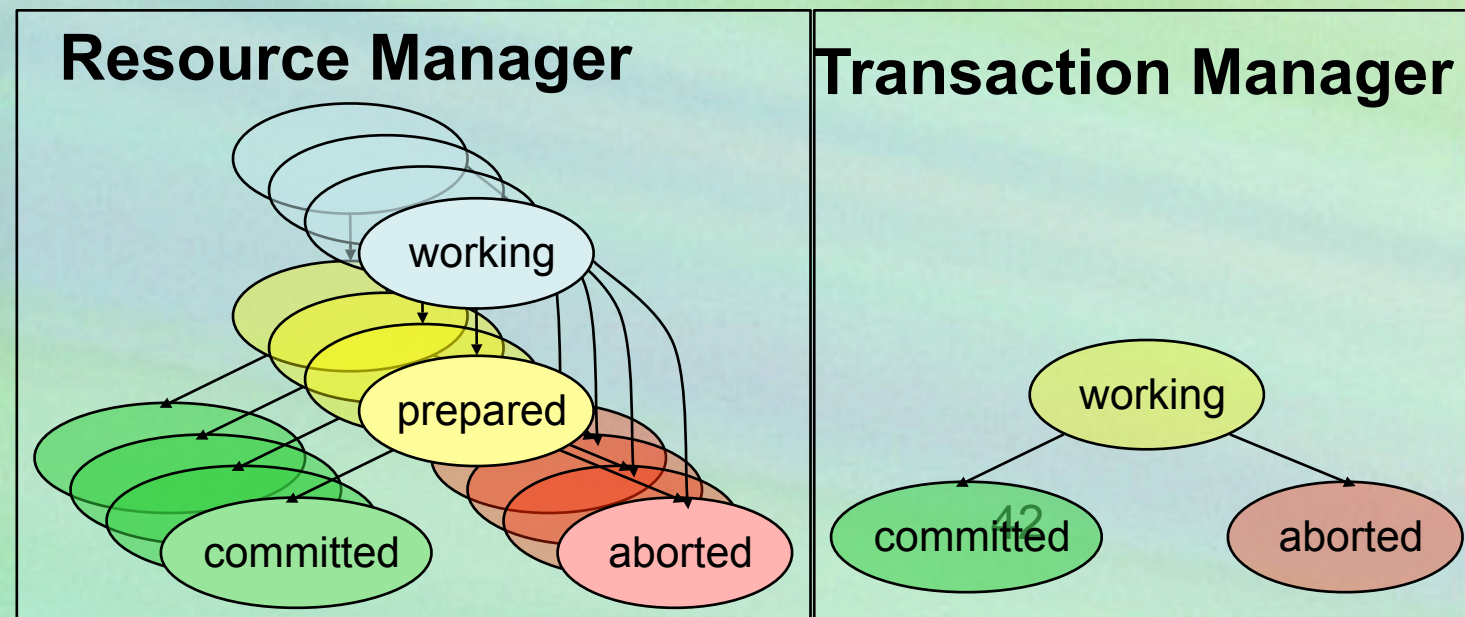 Resource Manager
working
prepared
committed
aborted
Transaction Manager
working
committed
42
aborted